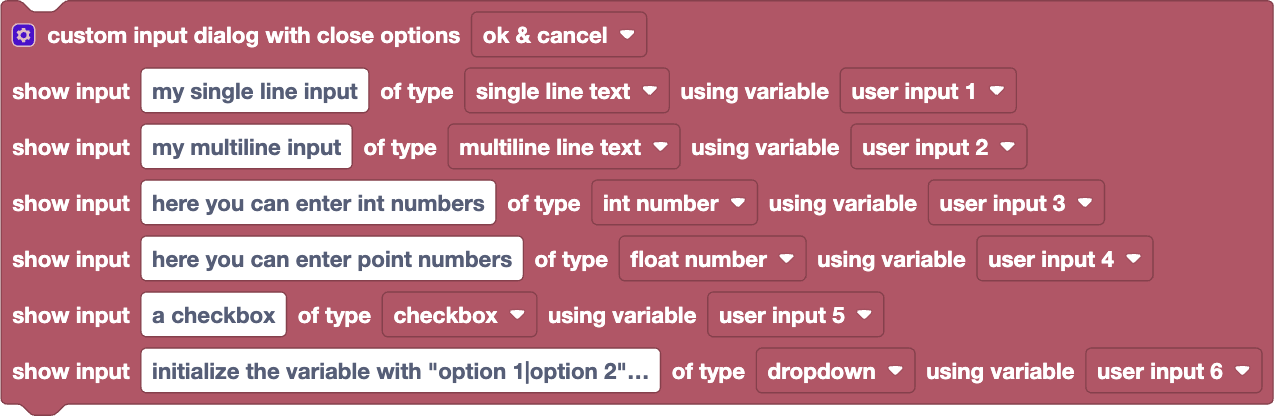 custom input dialog with close options ok & cancel
show input my single line input of type single line text using variable user input 1
show input my multiline input of type multiline line text using variable user input 2
show input here you can enter int numbers of type int number using variable user input 3
show input here you can enter point numbers of type float number using variable user input 4
show input a checkbox of type checkbox using variable user input 5
show input initialize the variable with "option 1|option 2"... of type dropdown using variable user input 6